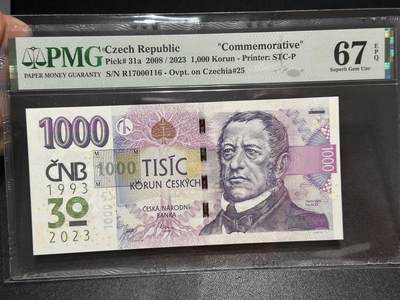 PMG
PAPER MONEY GUARANTY
Czech Republic "Commemorative"
Pick# 31a 2008 / 2023 1,000 Korun - Printer: STC-P
S/N R17000116 - Ovpt. on Czechia#25
67 EPQ
Superb Gem Unc
1000
ČNB
1993
30
2023
1000
TISÍC
KORUN ČESKÝCH
ČESKÁ NÁRODNÍ
BANKA
1000